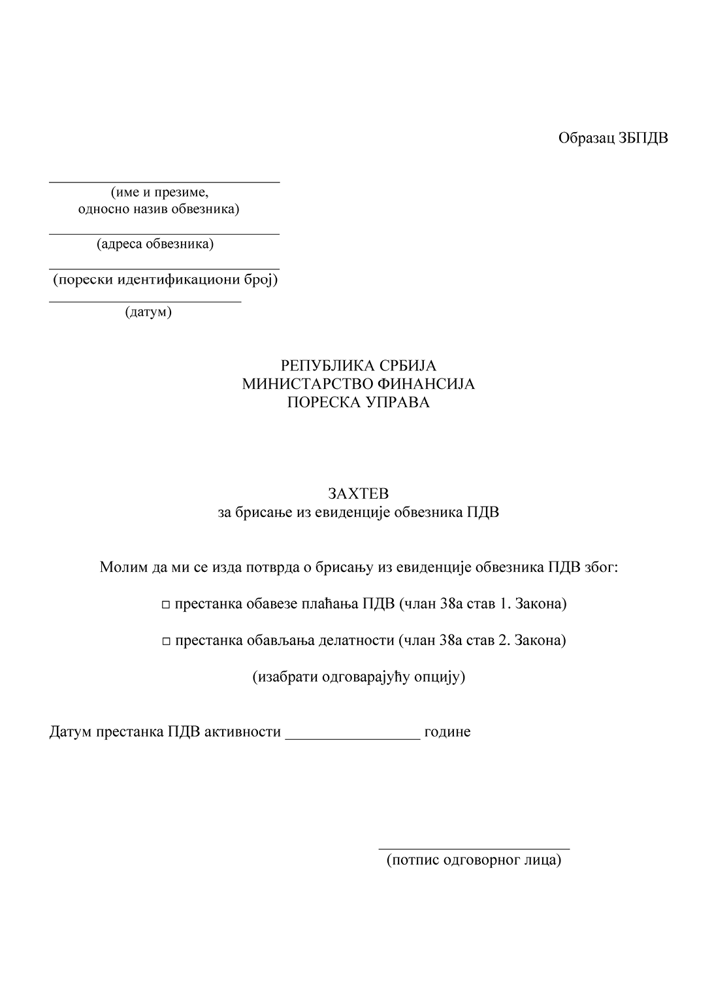 Образац ЗБПДВ
(име и презиме,
односно назив обвезника)
(адреса обвезника)
(порески идентификациони број)
(датум)
РЕПУБЛИКА СРБИЈА
МИНИСТАРСТВО ФИНАНСИЈА
ПОРЕСКА УПРАВА
ЗАХТЕВ
за брисање из евиденције обвезника ПДВ
Молим да ми се изда потврда о брисању из евиденције обвезника ПДВ због:
□ престанка обавезе плаћања ПДВ (члан 38а став 1. Закона)
□ престанка обављања делатности (члан 38а став 2. Закона)
(изабрати одговарајућу опцију)
Датум престанка ПДВ активности _________________ године
(потпис одговорног лица)